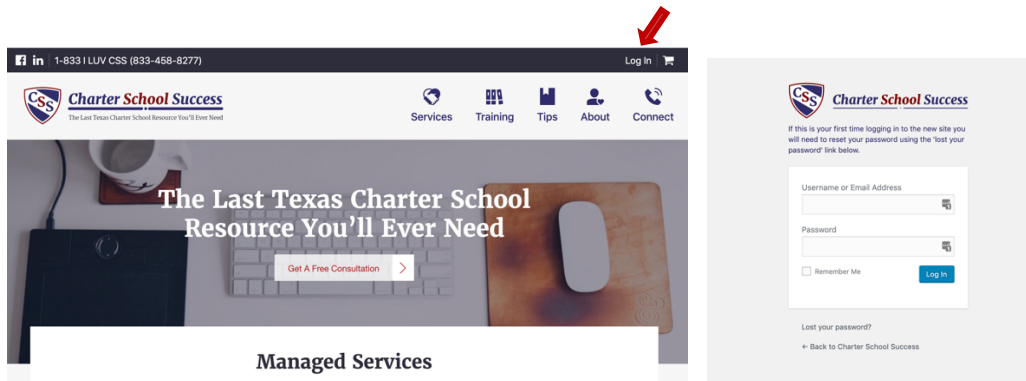 1-833 I LUV CSS (833-458-8277)
Log In
CSS
Charter School Success
The Last Texas Charter School Resource You'll Ever Need
Services
Training
Tips
About
Connect
The Last Texas Charter School
Resource You'll Ever Need
Get A Free Consultation
Managed Services
CSS
Charter School Success
If this is your first time logging in to the new site you
will need to reset your password using the 'lost your
password' link below.
Username or Email Address
Password
Remember Me
Log In
Lost your password?
← Back to Charter School Success